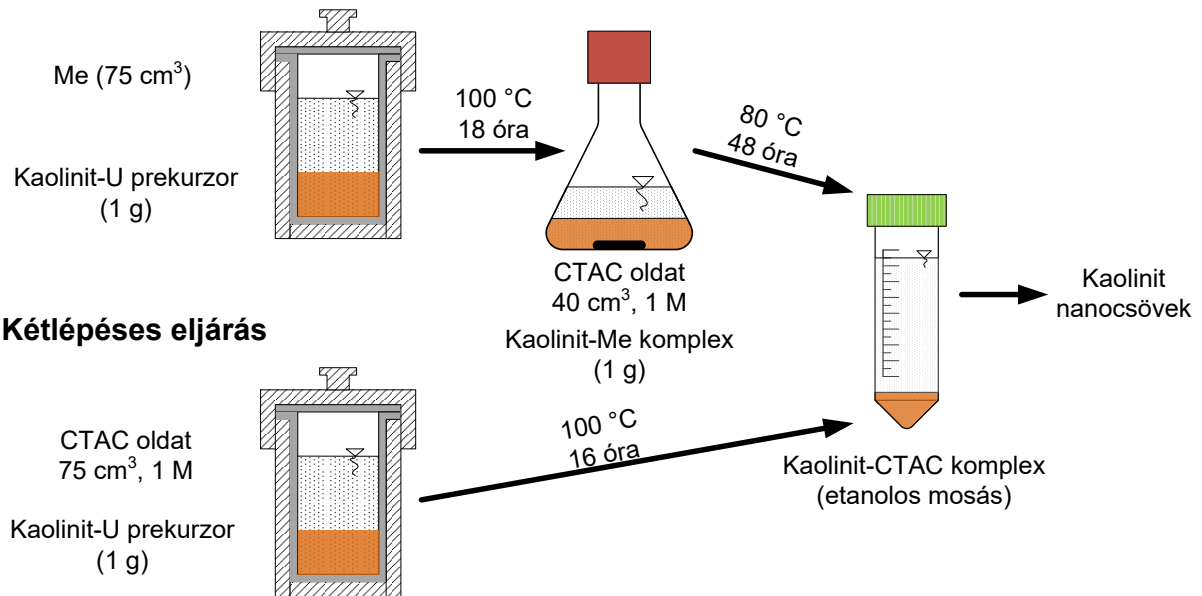 Me (75 cm³)
Kaolinit-U prekurzor
(1 g)
100 °C
18 óra
CTAC oldat
40 cm³, 1 M
Kaolinit-Me komplex
(1 g)
80 °C
48 óra
Kaolinit
nanocsövek
Kétlépéses eljárás
CTAC oldat
75 cm³, 1 M
Kaolinit-U prekurzor
(1 g)
100 °C
16 óra
Kaolinit-CTAC komplex
(etanolos mosás)